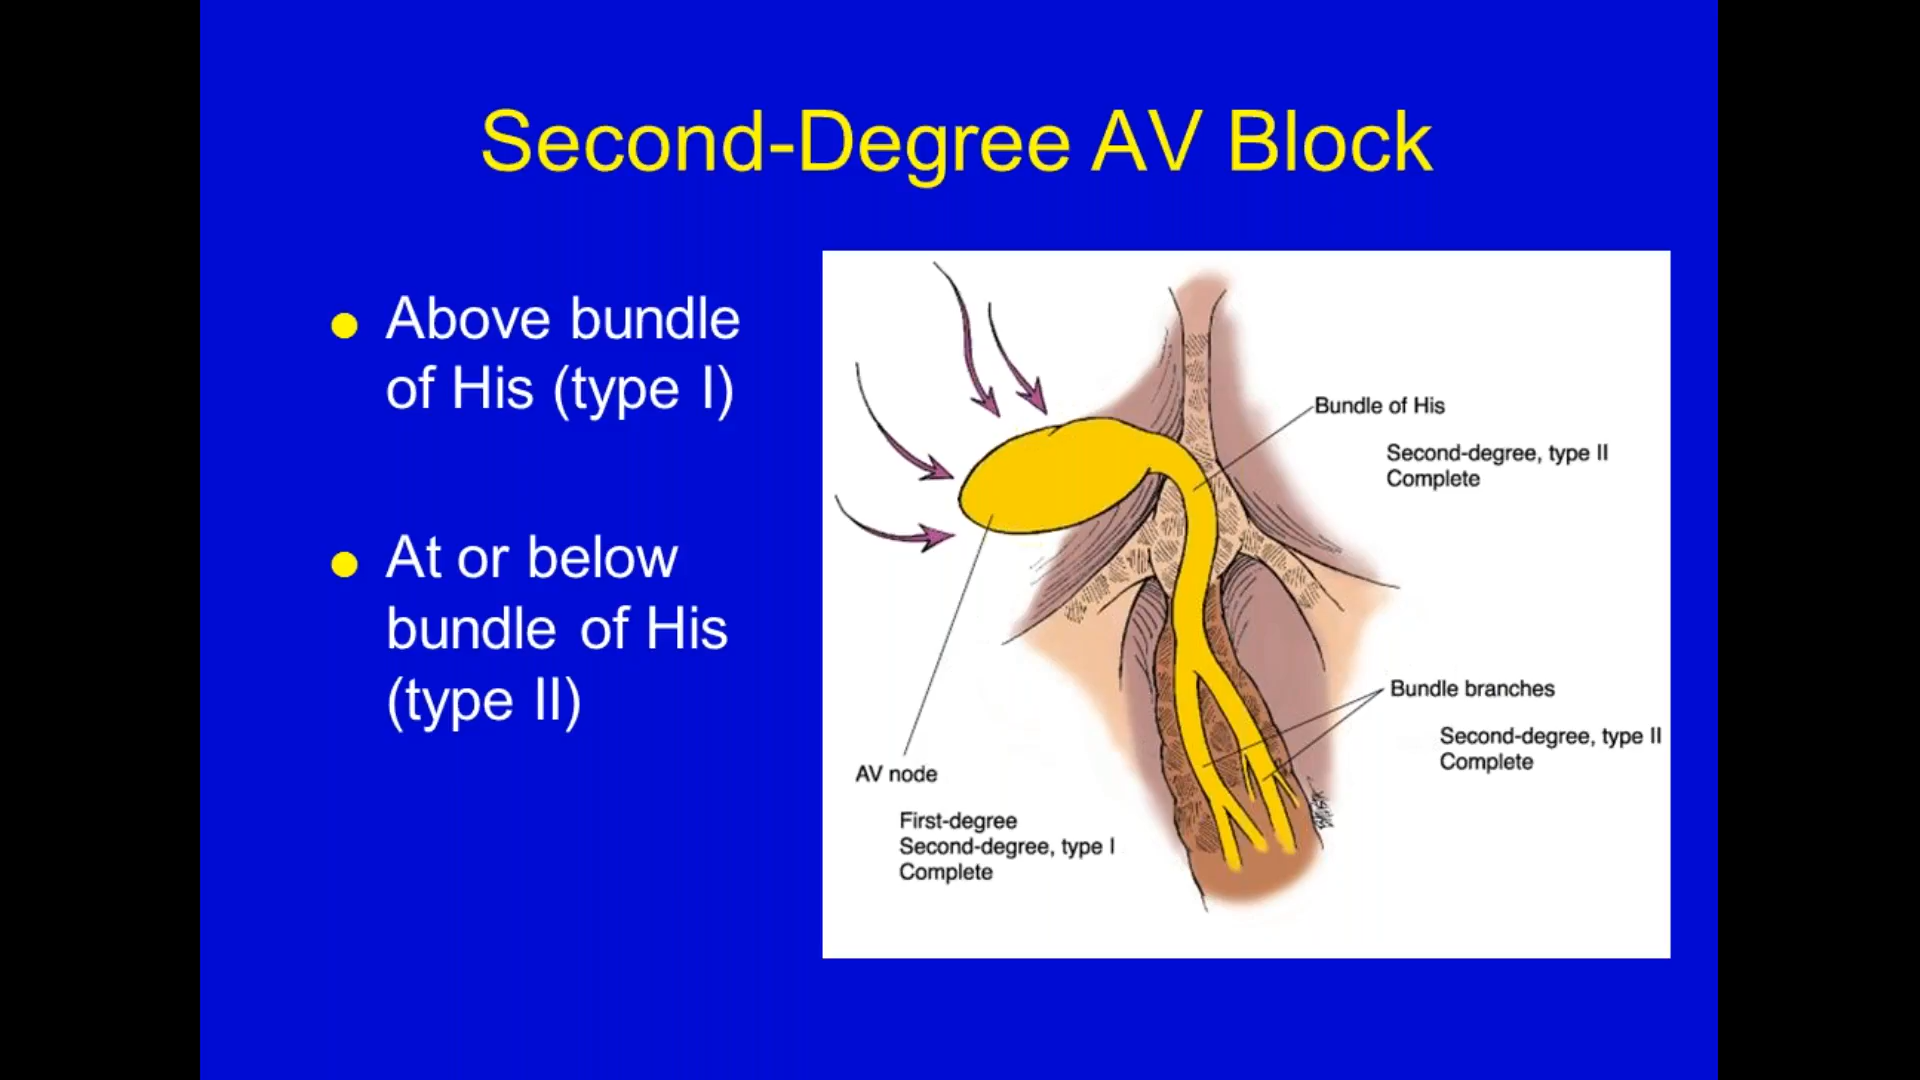 Second-Degree AV Block
Above bundle
of His (type I)
At or below
bundle of His
(type II)
Bundle of His
Second-degree, type II
Complete
Bundle branches
Second-degree, type II
Complete
AV node
First-degree
Second-degree, type I
Complete